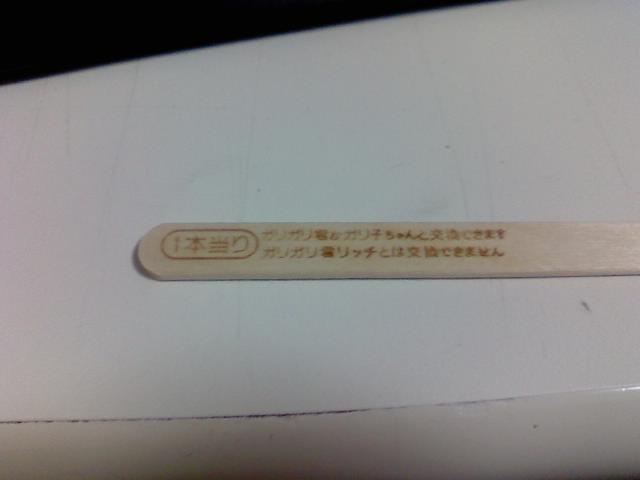 1本当り
ガリガリ君かガリ子ちゃんと交換できます
ガリガリ君リッチとは交換できません